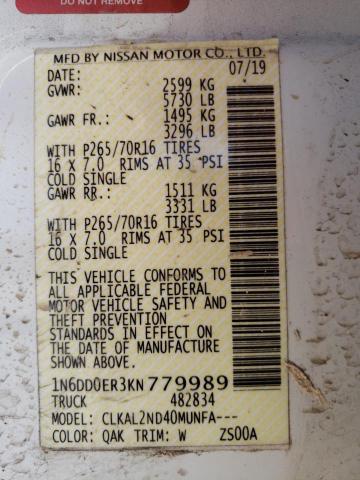 DO NOT REMOVE
MFD BY NISSAN MOTOR CO., LTD.
DATE: 07/19
GVWR: 2599 KG
5730 LB
GAWR FR.: 1495 KG
3296 LB
WITH P265/70R16 TIRES
16 X 7.0 RIMS AT 35 PSI
COLD SINGLE
GAWR RR.: 1511 KG
3331 LB
WITH P265/70R16 TIRES
16 X 7.0 RIMS AT 35 PSI
COLD SINGLE
THIS VEHICLE CONFORMS TO
ALL APPLICABLE FEDERAL
MOTOR VEHICLE SAFETY AND
THEFT PREVENTION
STANDARDS IN EFFECT ON
THE DATE OF MANUFACTURE
SHOWN ABOVE.
1N6DD0ER3KN779989
TRUCK 482834
MODEL: CLKAL2ND40MUNFA---
COLOR: QAK TRIM: W ZS00A